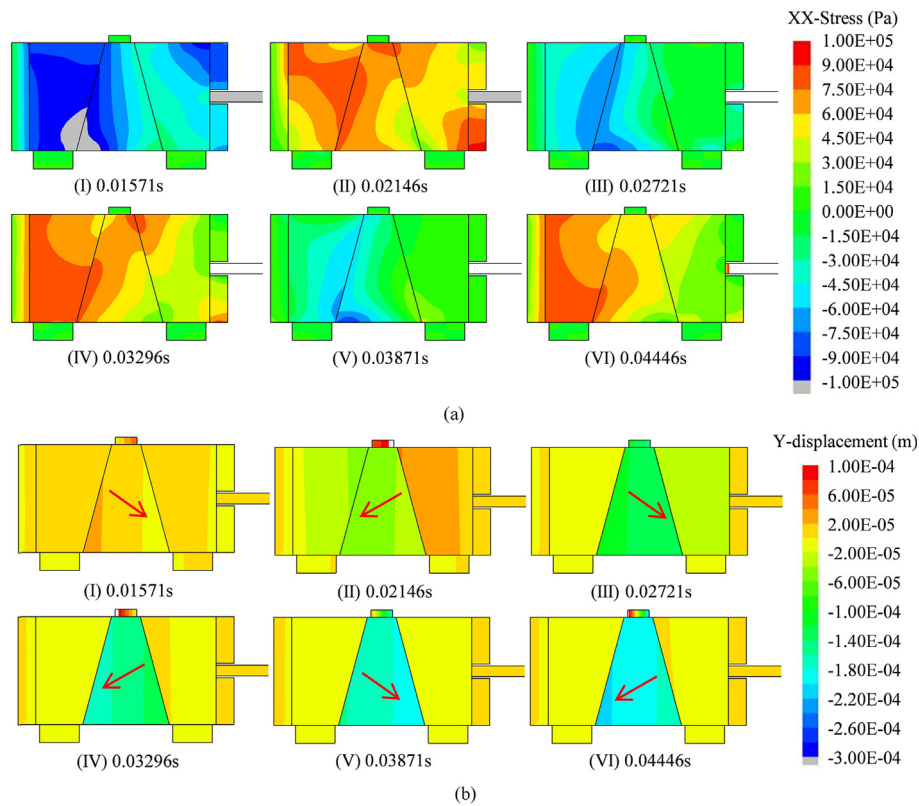 XX-Stress (Pa)
1.00E+05
9.00E+04
7.50E+04
6.00E+04
4.50E+04
3.00E+04
1.50E+04
0.00E+00
-1.50E+04
-3.00E+04
-4.50E+04
-6.00E+04
-7.50E+04
-9.00E+04
-1.00E+05
(I) 0.01571s
(II) 0.02146s
(III) 0.02721s
(IV) 0.03296s
(V) 0.03871s
(VI) 0.04446s
(a)
Y-displacement (m)
1.00E-04
6.00E-05
2.00E-05
-2.00E-05
-6.00E-05
-1.00E-04
-1.40E-04
-1.80E-04
-2.20E-04
-2.60E-04
-3.00E-04
(I) 0.01571s
(II) 0.02146s
(III) 0.02721s
(IV) 0.03296s
(V) 0.03871s
(VI) 0.04446s
(b)